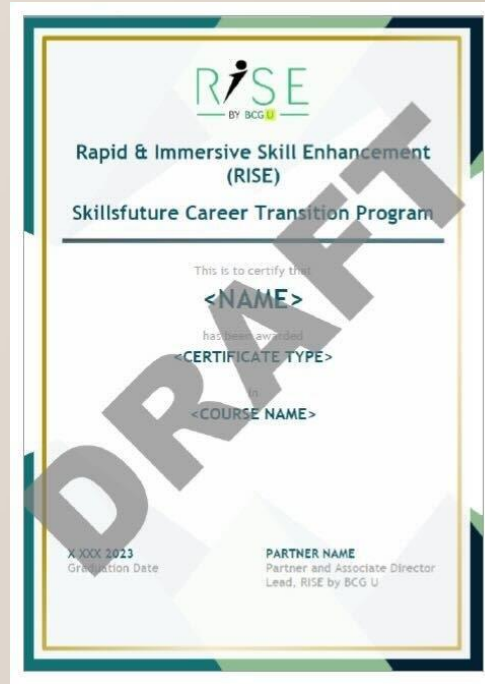 RISE
BY BCG U
Rapid & Immersive Skill Enhancement
(RISE)
Skillsfuture Career Transition Program
This is to certify that
<NAME>
has been awarded
<CERTIFICATE TYPE>
in
<COURSE NAME>
DRAFT
X XXX 2023
Graduation Date
PARTNER NAME
Partner and Associate Director
Lead, RISE by BCG U